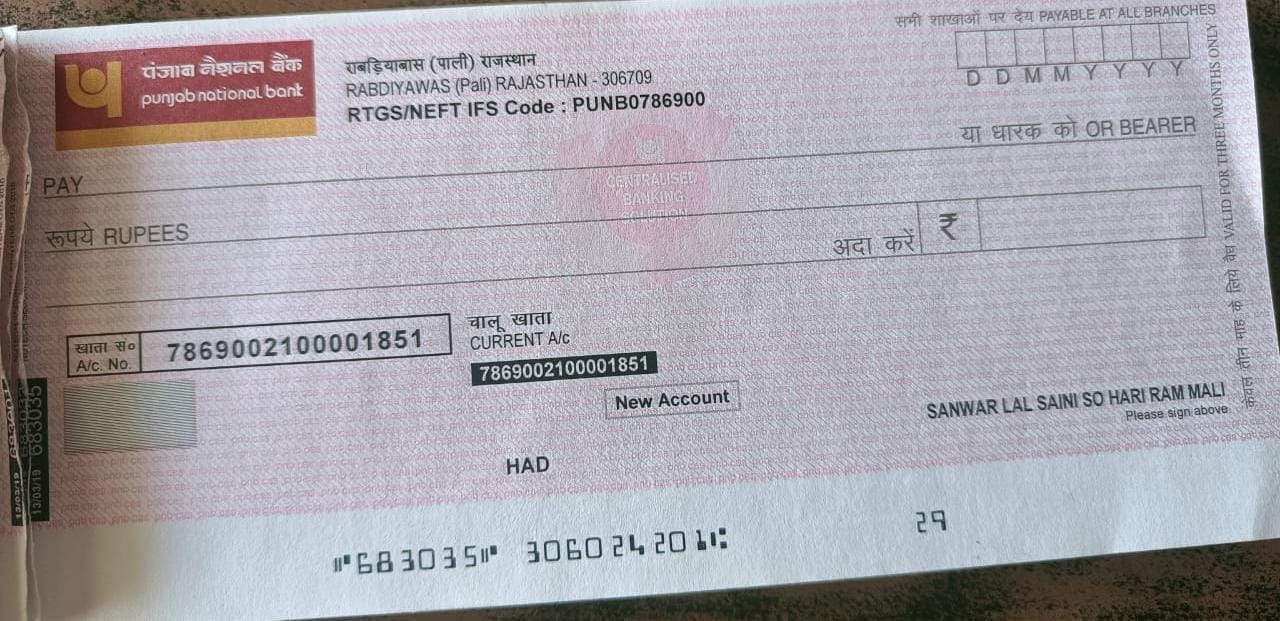 सभी शाखाओं पर देय PAYABLE AT ALL BRANCHES
पंजाब नैशनल बैंक
punjab national bank
राबड़ियाबास (पाली) राजस्थान
RABDIYAWAS (Pali) RAJASTHAN - 306709
RTGS/NEFT IFS Code : PUNB0786900
D D M M Y Y Y Y
या धारक को OR BEARER
PAY
CENTRALISED
BANKING
SOLUTION
रूपये RUPEES
अदा करें ₹
खाता सं०
A/c. No.
7869002100001851
चालू खाता
CURRENT A/c
7869002100001851
New Account
SANWAR LAL SAINI SO HARI RAM MALI
Please sign above
HAD
केवल तीन माह के लिये वैध VALID FOR THREE MONTHS ONLY
13/03/19 683035
⑈683035⑈ 306024201⑆ 29